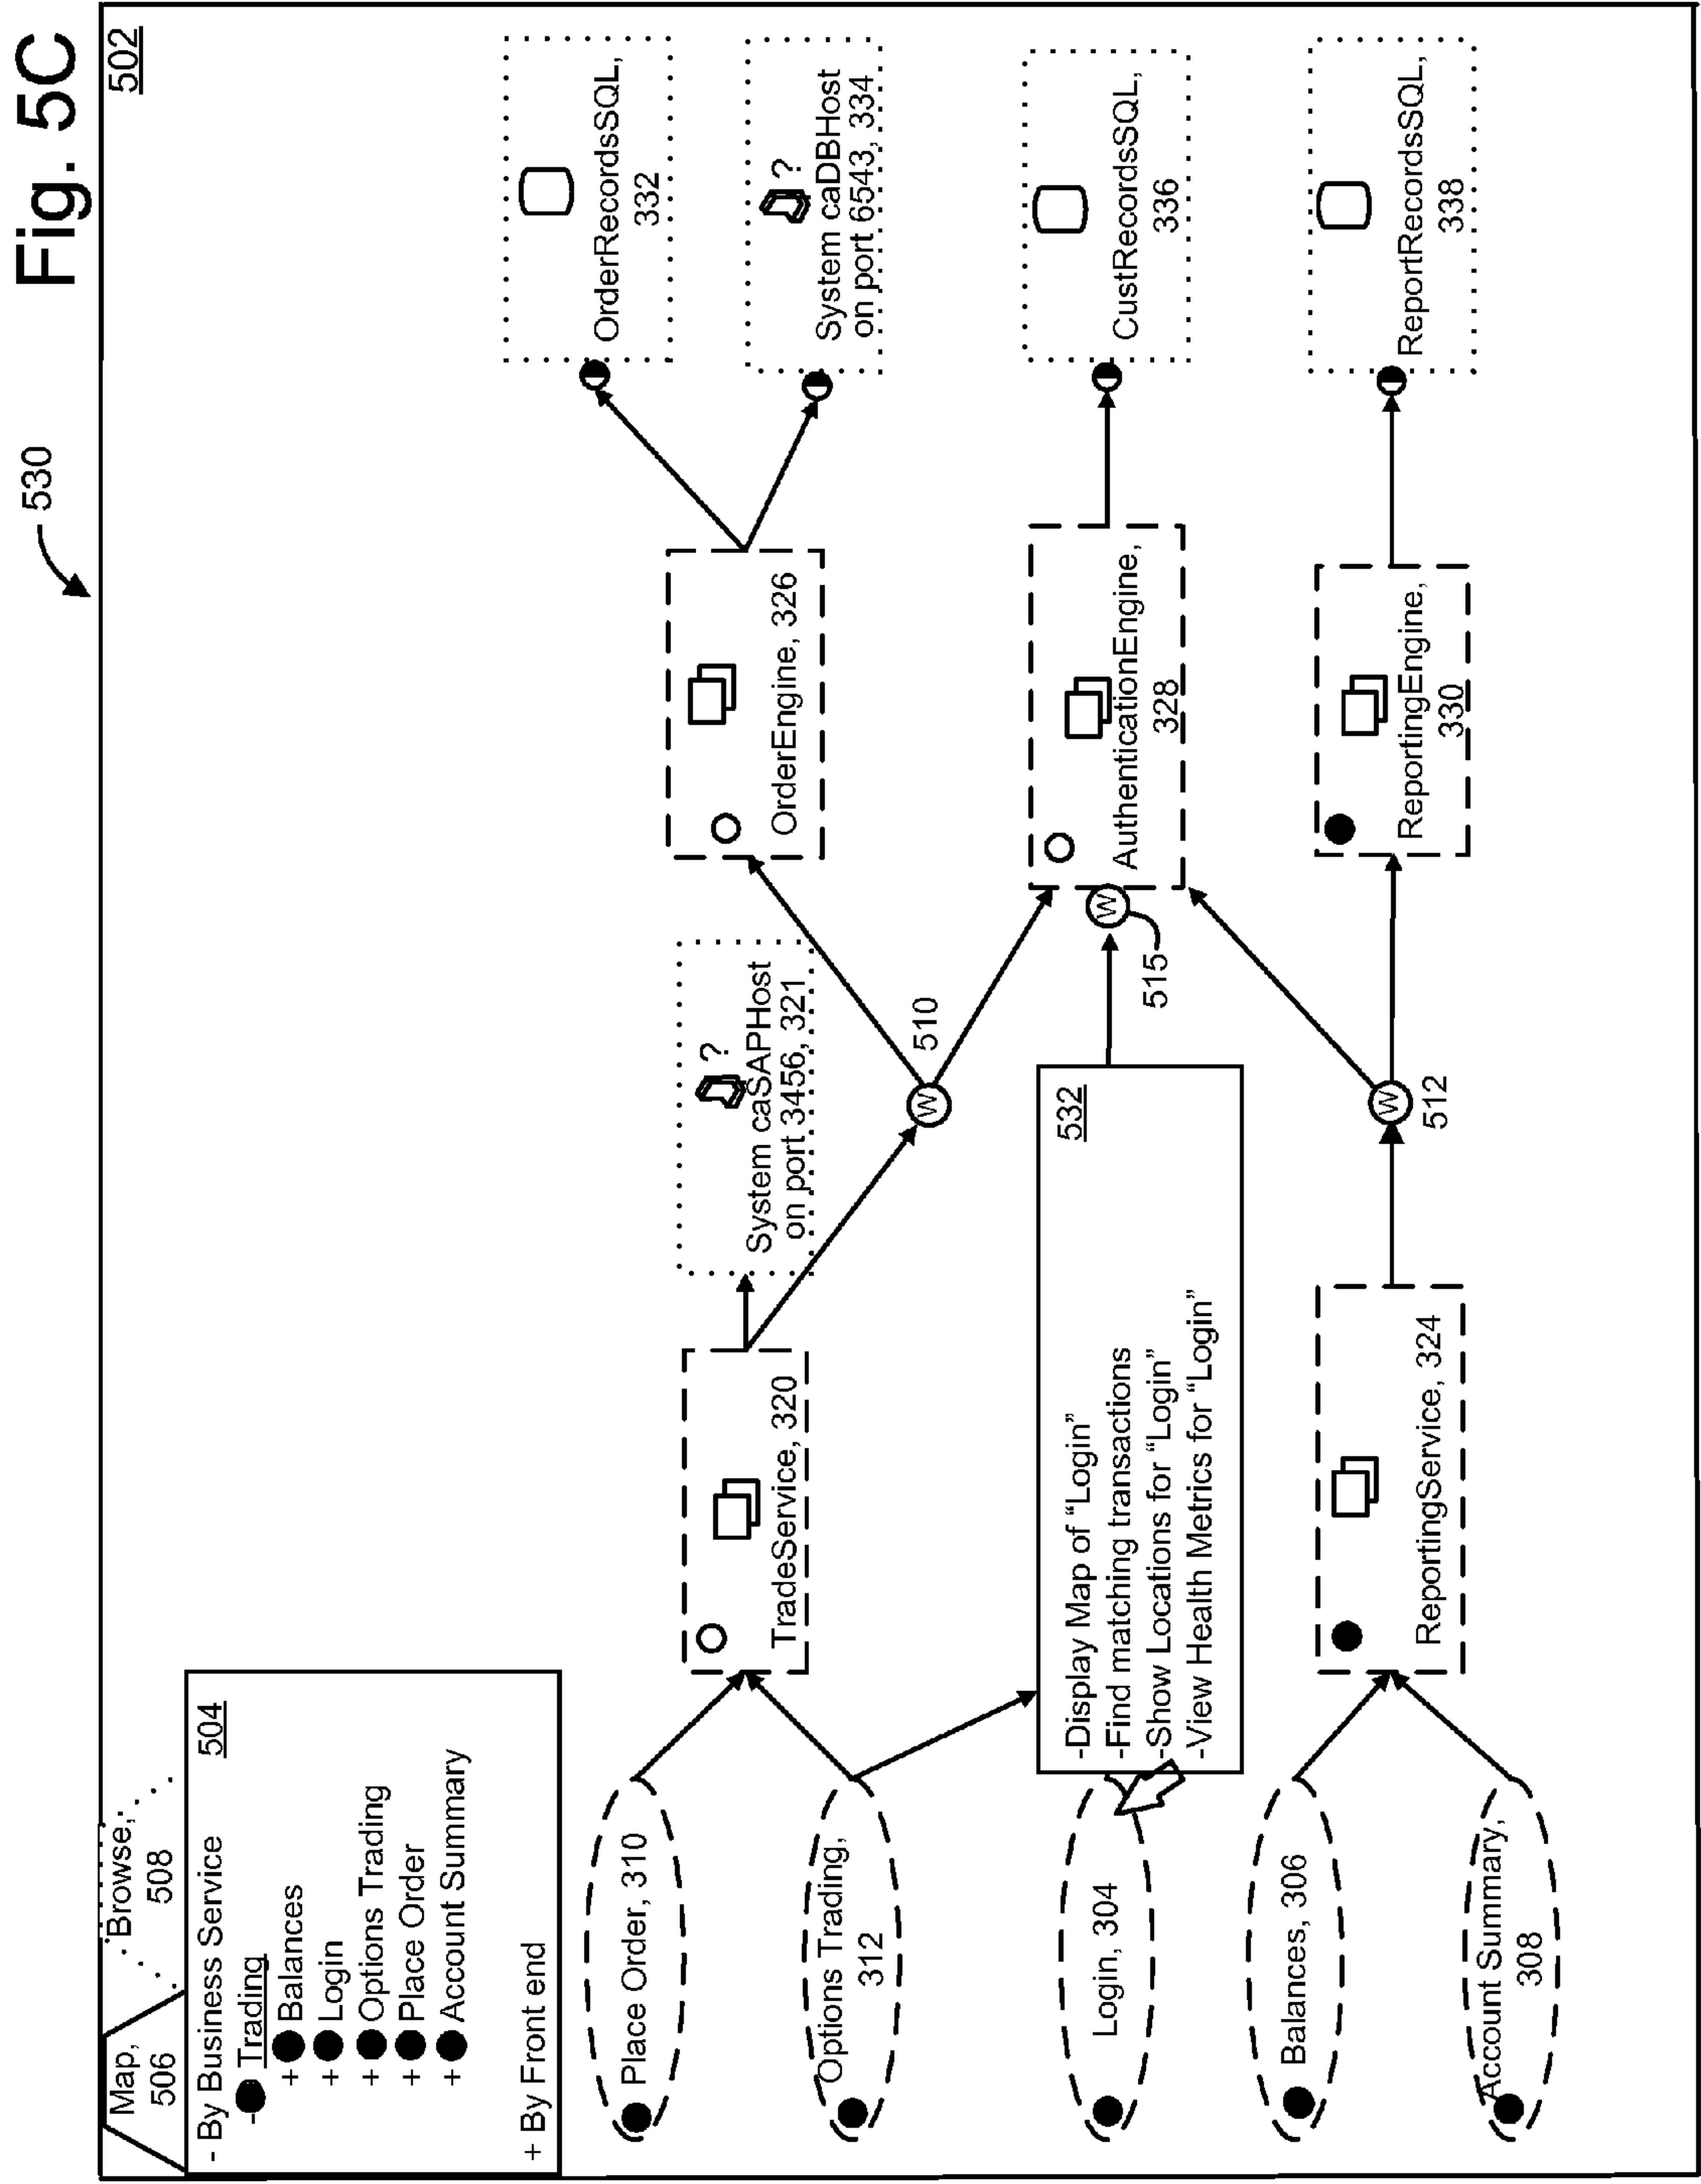 Fig. 5C
530
502
Map,
506
Browse,
508
- By Business Service
504
- Trading
+ Balances
+ Login
+ Options Trading
+ Place Order
+ Account Summary
+ By Front end
Place Order, 310
Options Trading,
312
Login, 304
Balances, 306
Account Summary,
308
TradeService, 320
532
-Display Map of “Login”
-Find matching transactions
-Show Locations for “Login”
-View Health Metrics for “Login”
ReportingService, 324
?
System caSAPHost
on port 3456, 321
W
510
W
515
W
512
OrderEngine, 326
AuthenticationEngine,
328
ReportingEngine,
330
OrderRecordsSQL,
332
?
System caDBHost
on port 6543, 334
CustRecordsSQL,
336
ReportRecordsSQL,
338